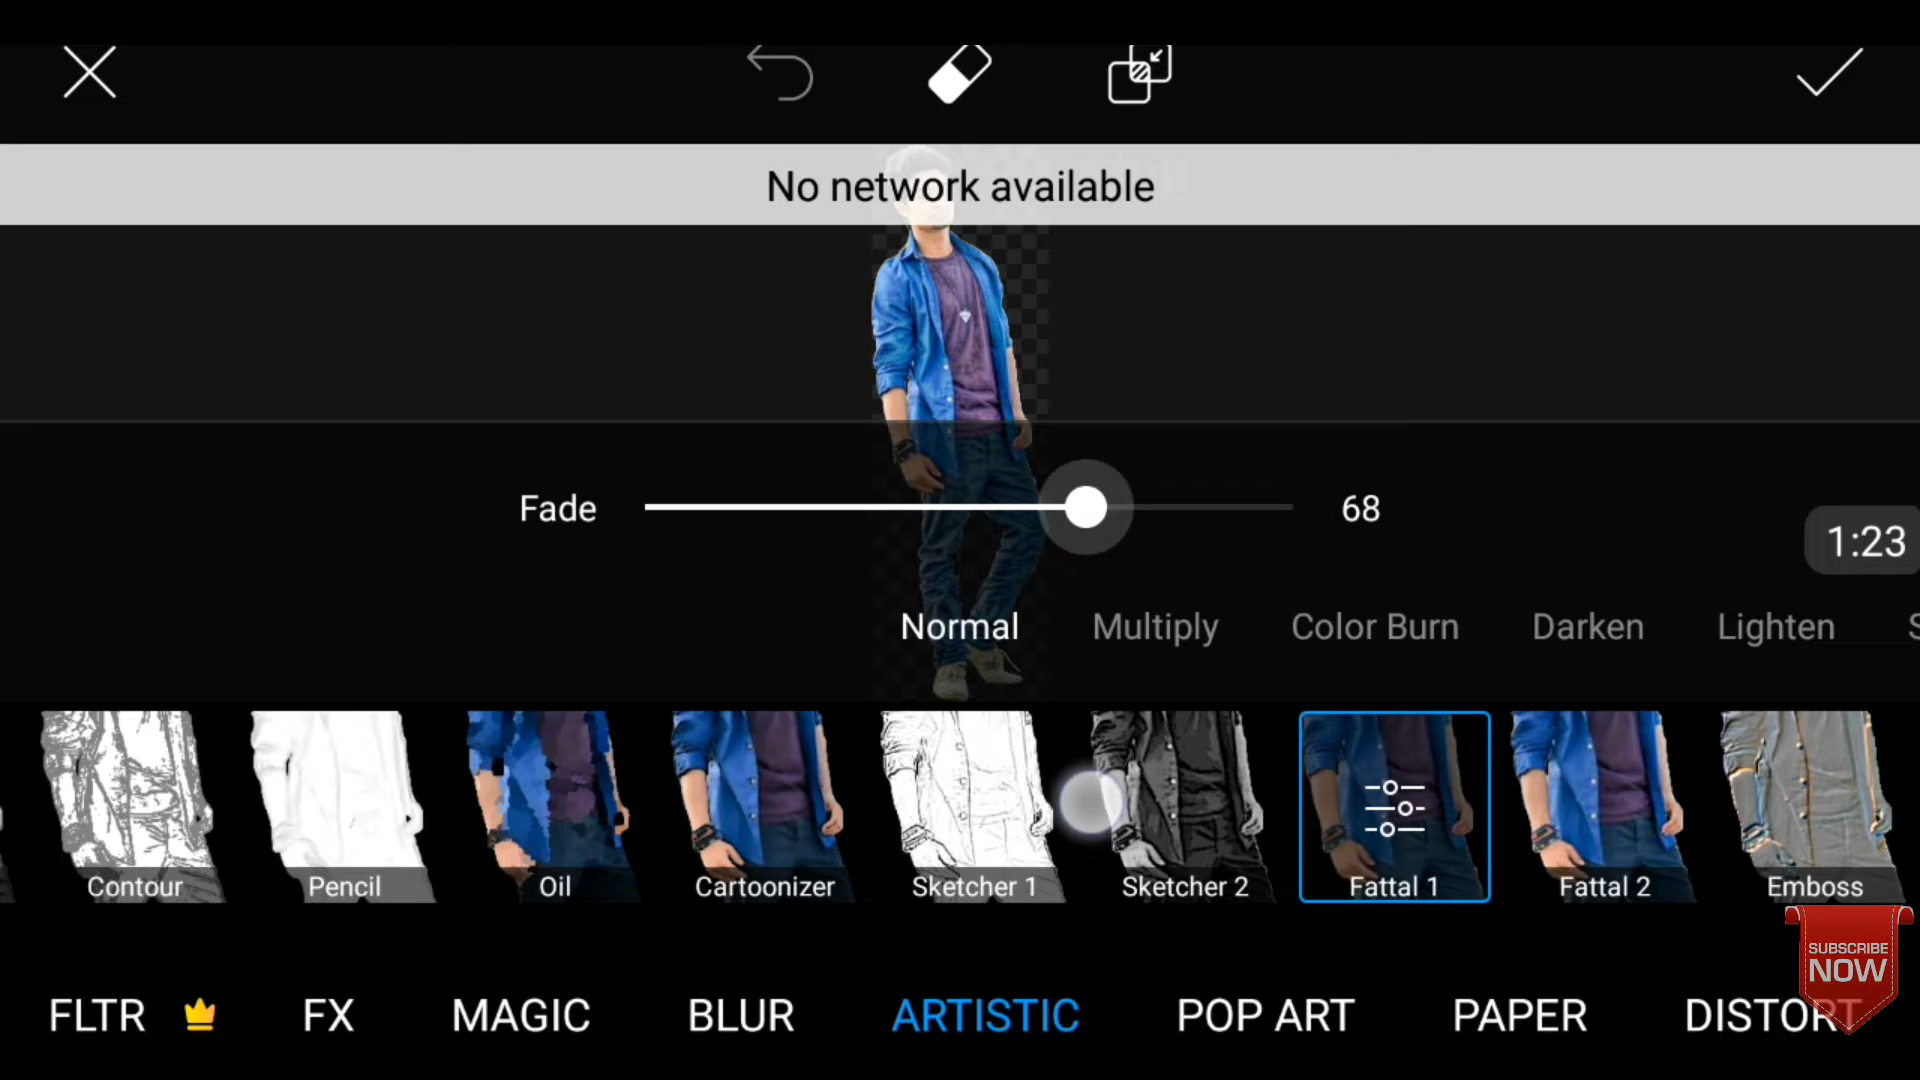 No network available
Fade 68
1:23
Normal Multiply Color Burn Darken Lighten
Contour Pencil Oil Cartoonizer Sketcher 1 Sketcher 2 Fattal 1 Fattal 2 Emboss
SUBSCRIBE
NOW
FLTR FX MAGIC BLUR ARTISTIC POP ART PAPER DISTORT